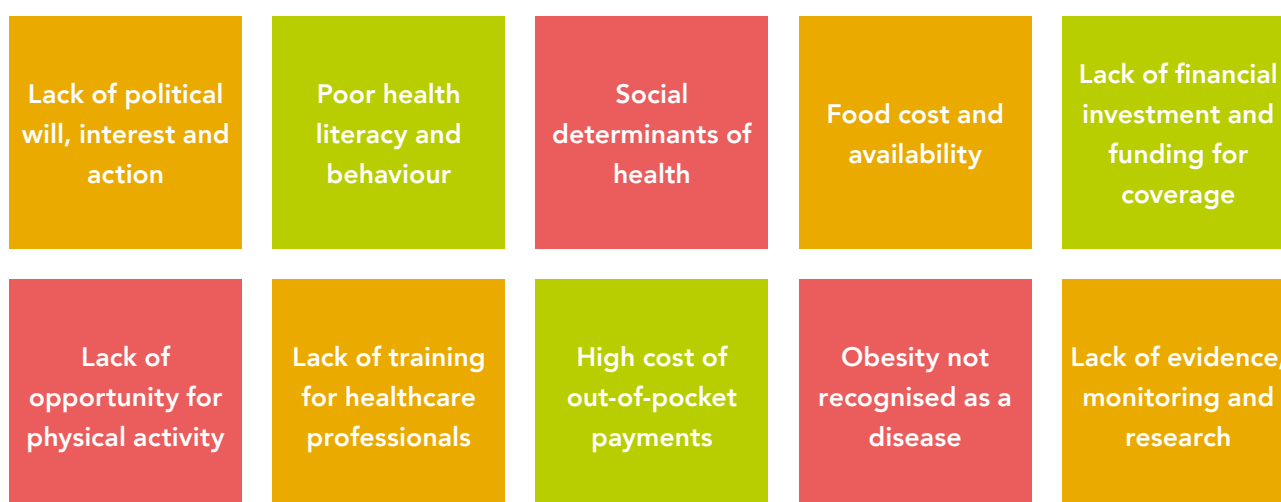 Lack of political
will, interest and
action
Poor health
literacy and
behaviour
Social
determinants of
health
Food cost and
availability
Lack of financial
investment and
funding for
coverage
Lack of
opportunity for
physical activity
Lack of training
for healthcare
professionals
High cost of
out-of-pocket
payments
Obesity not
recognised as a
disease
Lack of evidence,
monitoring and
research